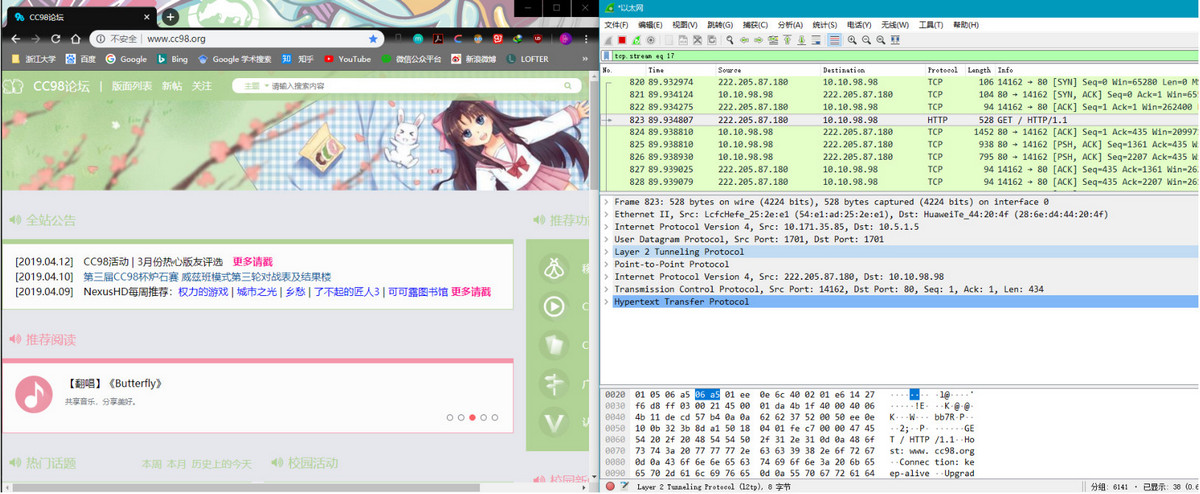 CC98论坛
不安全 | www.cc98.org
浙江大学 百度 Google Bing Google 学术搜索 知乎 YouTube 微信公众平台 新浪微博 LOFTER »
CC98论坛 | 版面列表 新帖 关注 主题 请输入搜索内容
全站公告
推荐功
[2019.04.12] CC98活动 | 3月份热心版友评选 更多请戳
[2019.04.10] 第三届CC98杯炉石赛 威兹班模式第三轮对战表及结果楼
[2019.04.09] NexusHD每周推荐：权力的游戏 | 城市之光 | 乡愁 | 了不起的匠人3 | 可可露图书馆 更多请戳
推荐阅读
【翻唱】《Butterfly》
共享音乐，分享美好。
热门话题 本周 本月 历史上的今天 校园活动
*以太网
文件(F) 编辑(E) 视图(V) 跳转(G) 捕获(C) 分析(A) 统计(S) 电话(Y) 无线(W) 工具(T) 帮助(H)
tcp.stream eq 17
No. Time Source Destination Protocol Length Info
820 89.932974 222.205.87.180 10.10.98.98 TCP 106 14162 → 80 [SYN] Seq=0 Win=65280 Len=0 M
821 89.934124 10.10.98.98 222.205.87.180 TCP 104 80 → 14162 [SYN, ACK] Seq=0 Ack=1 Win=65
822 89.934275 222.205.87.180 10.10.98.98 TCP 94 14162 → 80 [ACK] Seq=1 Ack=1 Win=262400
823 89.934807 222.205.87.180 10.10.98.98 HTTP 528 GET / HTTP/1.1
824 89.938810 10.10.98.98 222.205.87.180 TCP 1452 80 → 14162 [ACK] Seq=1 Ack=435 Win=20997
825 89.938810 10.10.98.98 222.205.87.180 TCP 938 80 → 14162 [PSH, ACK] Seq=1361 Ack=435 W
826 89.938930 10.10.98.98 222.205.87.180 TCP 795 80 → 14162 [PSH, ACK] Seq=2207 Ack=435 W
827 89.939025 222.205.87.180 10.10.98.98 TCP 94 14162 → 80 [ACK] Seq=435 Ack=1361 Win=26
828 89.939079 222.205.87.180 10.10.98.98 TCP 94 14162 → 80 [ACK] Seq=435 Ack=2207 Win=26
Frame 823: 528 bytes on wire (4224 bits), 528 bytes captured (4224 bits) on interface 0
Ethernet II, Src: LcfcHefe_25:2e:e1 (54:e1:ad:25:2e:e1), Dst: HuaweiTe_44:20:4f (28:6e:d4:44:20:4f)
Internet Protocol Version 4, Src: 10.171.35.85, Dst: 10.5.1.5
User Datagram Protocol, Src Port: 1701, Dst Port: 1701
Layer 2 Tunneling Protocol
Point-to-Point Protocol
Internet Protocol Version 4, Src: 222.205.87.180, Dst: 10.10.98.98
Transmission Control Protocol, Src Port: 14162, Dst Port: 80, Seq: 1, Ack: 1, Len: 434
Hypertext Transfer Protocol
0020 01 05 06 a5 06 a5 01 ee 0e 6c 40 02 01 e6 14 27 ········ ·l@····'
0030 f6 d8 ff 03 00 21 45 00 01 da 4b 1f 40 00 40 06 ·····!E· ··K·@·@·
0040 4b 11 de cd 57 b4 0a 0a 62 62 37 52 00 50 ee 0e K···W··· bb7R·P··
0050 10 0b 32 3b 8d a1 50 18 04 01 fe c7 00 00 47 45 ··2;··P· ······GE
0060 54 20 2f 20 48 54 54 50 2f 31 2e 31 0d 0a 48 6f T / HTTP /1.1··Ho
0070 73 74 3a 20 77 77 77 2e 63 63 39 38 2e 6f 72 67 st: www. cc98.org
0080 0d 0a 43 6f 6e 6e 65 63 74 69 6f 6e 3a 20 6b 65 ··Connec tion: ke
0090 65 70 2d 61 6c 69 76 65 0d 0a 55 70 67 72 61 64 ep-alive ··Upgrad
Layer 2 Tunneling Protocol (l2tp), 8 字节
分组: 6141 · 已显示: 38 (0.6